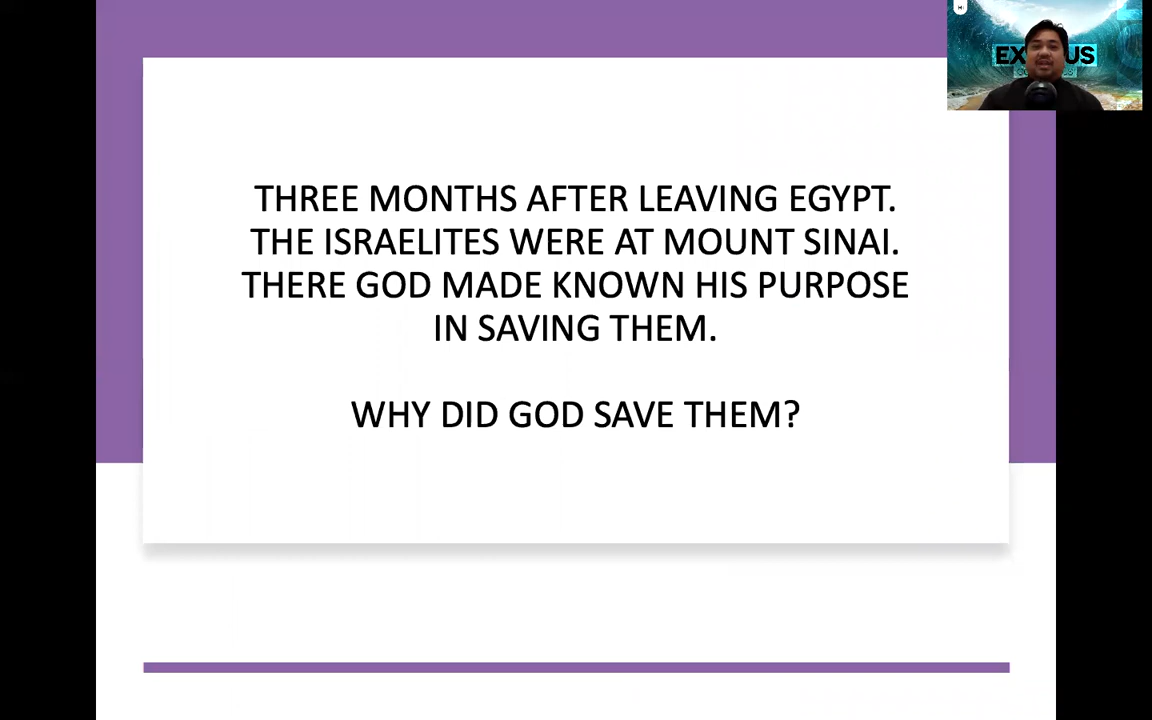 THREE MONTHS AFTER LEAVING EGYPT.
THE ISRAELITES WERE AT MOUNT SINAI.
THERE GOD MADE KNOWN HIS PURPOSE
IN SAVING THEM.
WHY DID GOD SAVE THEM?